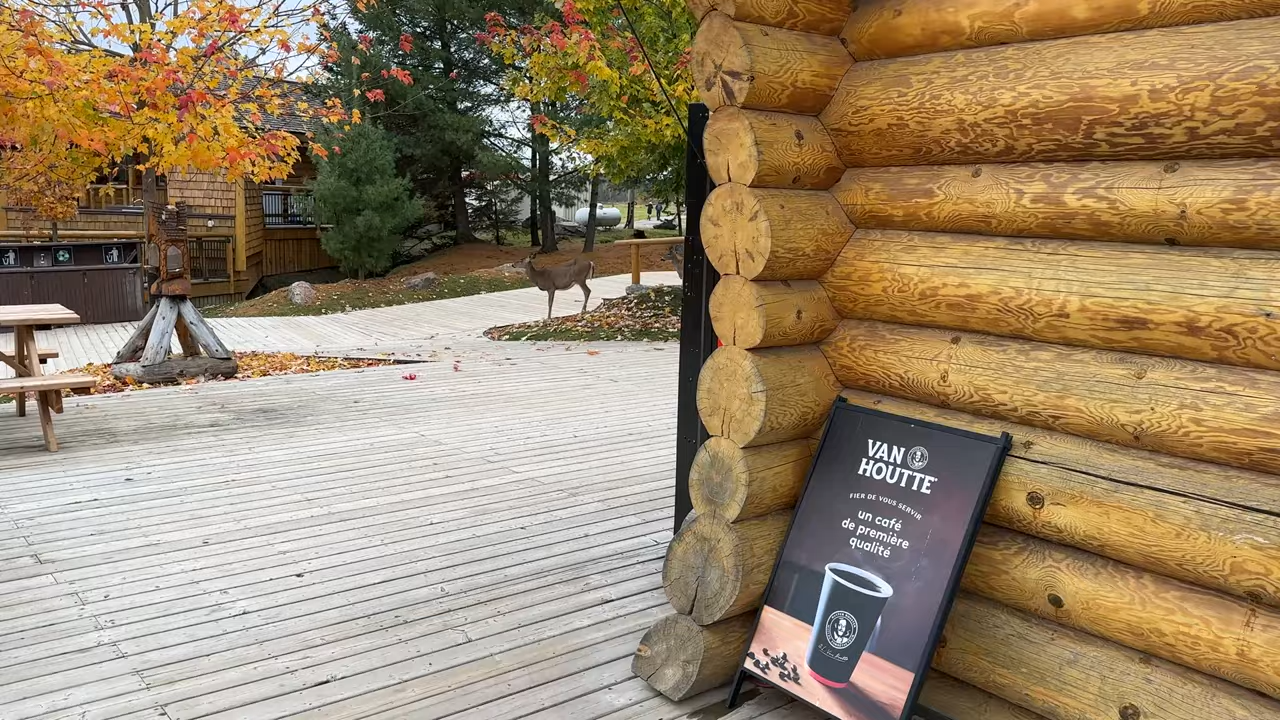 VAN
HOUTTE
FIER DE VOUS SERVIR
un café
de première
qualité